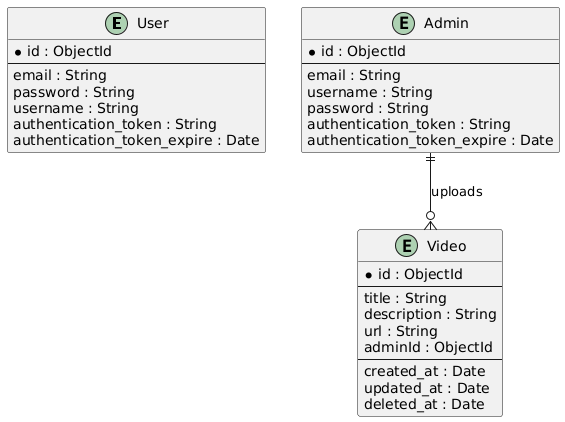 E User
* id : ObjectId
email : String
password : String
username : String
authentication_token : String
authentication_token_expire : Date
E Admin
* id : ObjectId
email : String
username : String
password : String
authentication_token : String
authentication_token_expire : Date
uploads
E Video
* id : ObjectId
title : String
description : String
url : String
adminId : ObjectId
created_at : Date
updated_at : Date
deleted_at : Date